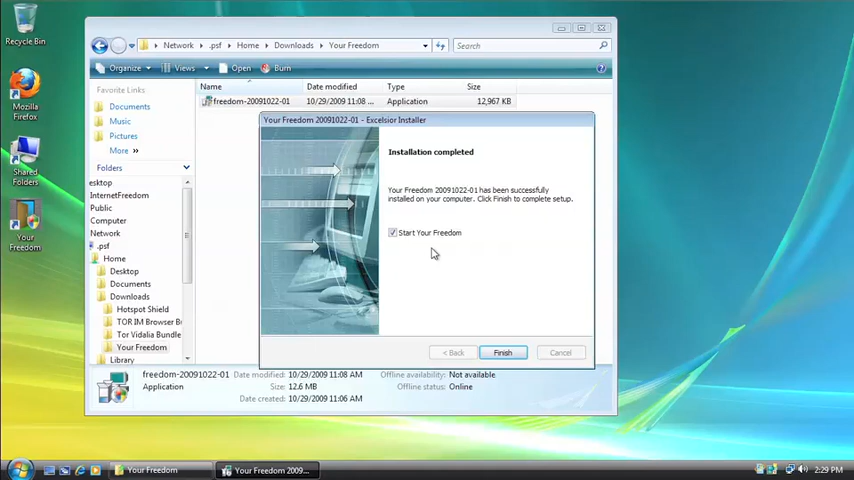 Recycle Bin
Mozilla
Firefox
Shared
Folders
Your
Freedom
Network
.psf
Home
Downloads
Your Freedom
Search
Organize
Views
Open
Burn
Favorite Links
Documents
Music
Pictures
More »
Folders
esktop
InternetFreedom
Public
Computer
Network
.psf
Home
Desktop
Documents
Downloads
Hotspot Shield
TOR IM Browser B
Tor Vidalia Bundle
Your Freedom
Library
Name Date modified Type Size
freedom-20091022-01 10/29/2009 11:08 ... Application 12,967 KB
Your Freedom 20091022-01 - Excelsior Installer
Installation completed
Your Freedom 20091022-01 has been successfully
installed on your computer. Click Finish to complete setup.
Start Your Freedom
< Back Finish Cancel
freedom-20091022-01 Date modified: 10/29/2009 11:08 AM Offline availability: Not available
Application Size: 12.6 MB Offline status: Online
Date created: 10/29/2009 11:06 AM
Your Freedom
Your Freedom 2009...
2:29 PM